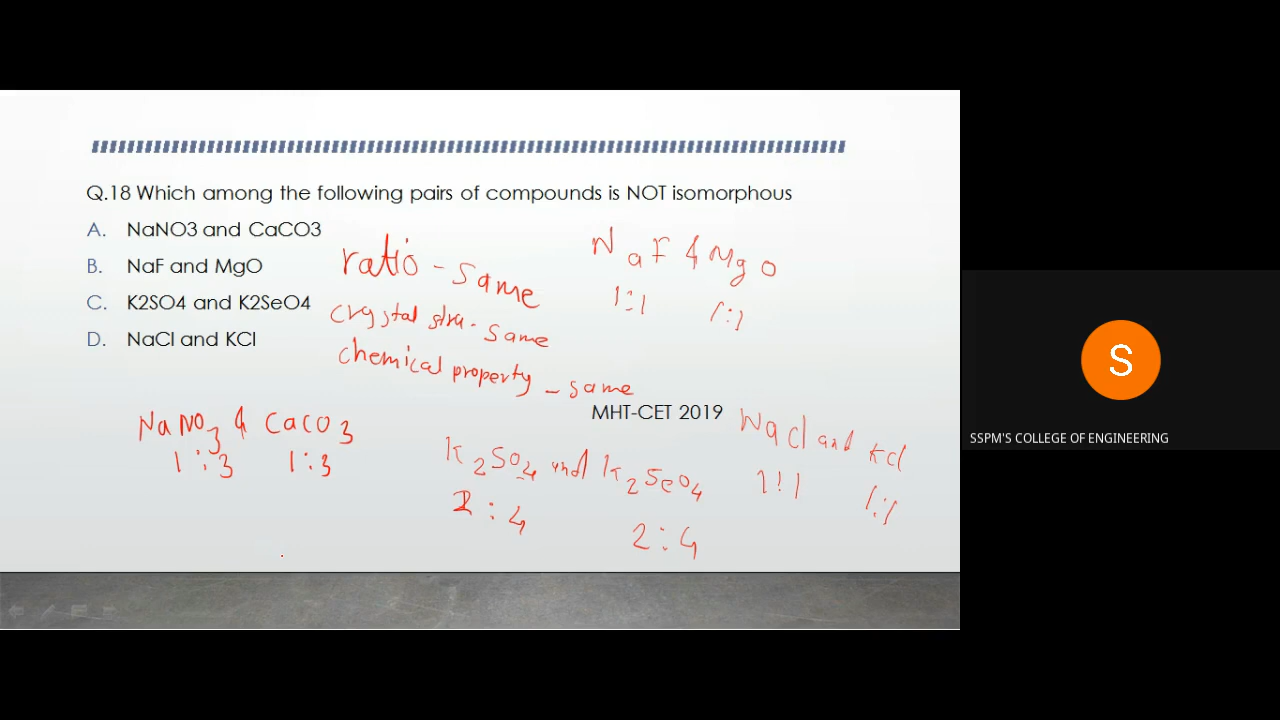 Q.18 Which among the following pairs of compounds is NOT isomorphous
A. NaNO3 and CaCO3
B. NaF and MgO
C. K2SO4 and K2SeO4
D. NaCl and KCl
MHT-CET 2019
ratio - same
crystal stru. same
chemical property - same
NaF & MgO
1:1 1:1
NaNO3 & CaCO3
1:3 1:3
K2SO4 and K2SeO4
2:4 2:4
NaCl and KCl
1:1 1:1
S
SSPM'S COLLEGE OF ENGINEERING